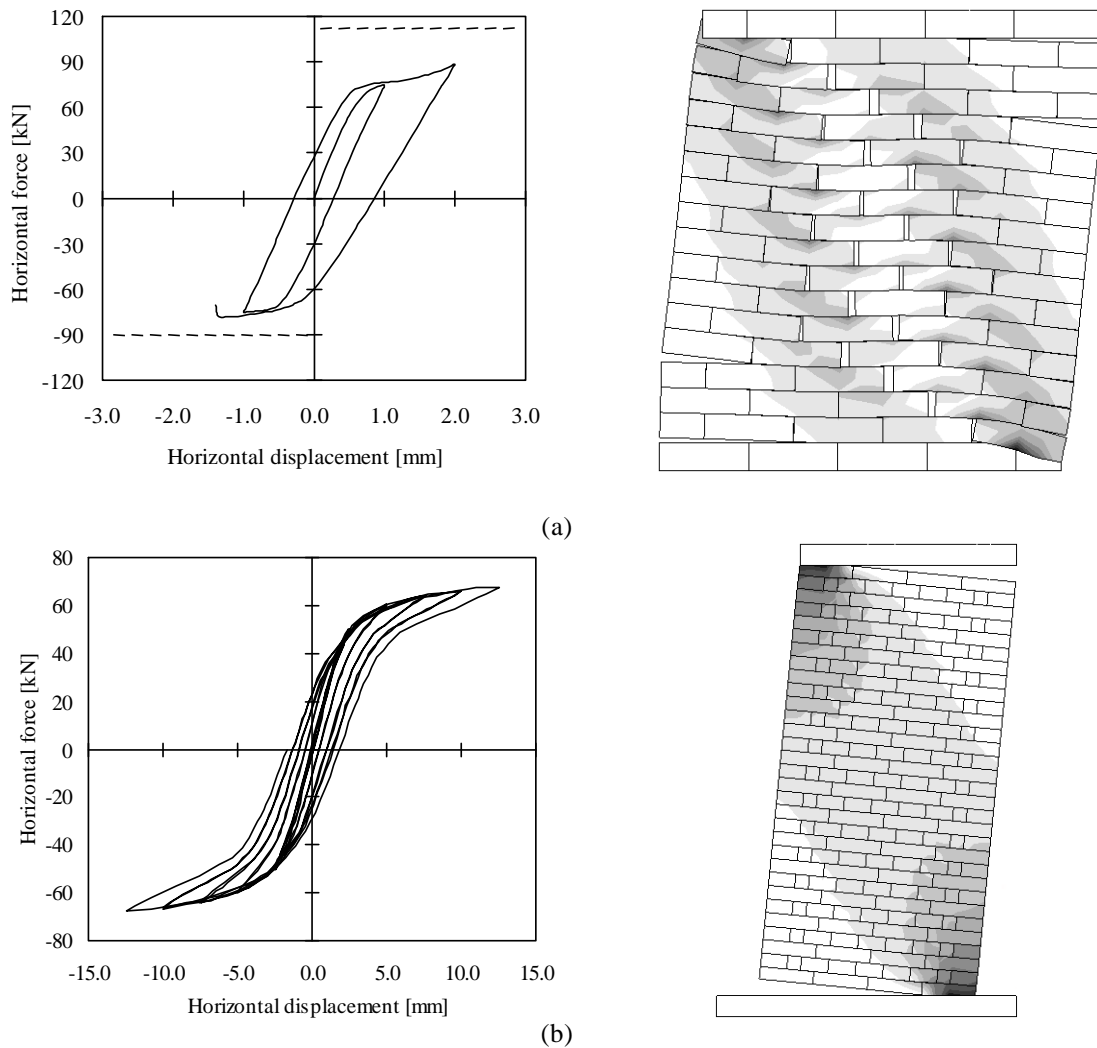 120
90
60
30
0
-30
-60
-90
-120
Horizontal force [kN]
-3.0 -2.0 -1.0 0.0 1.0 2.0 3.0
Horizontal displacement [mm]
(a)
80
60
40
20
0
-20
-40
-60
-80
Horizontal force [kN]
-15.0 -10.0 -5.0 0.0 5.0 10.0 15.0
Horizontal displacement [mm]
(b)